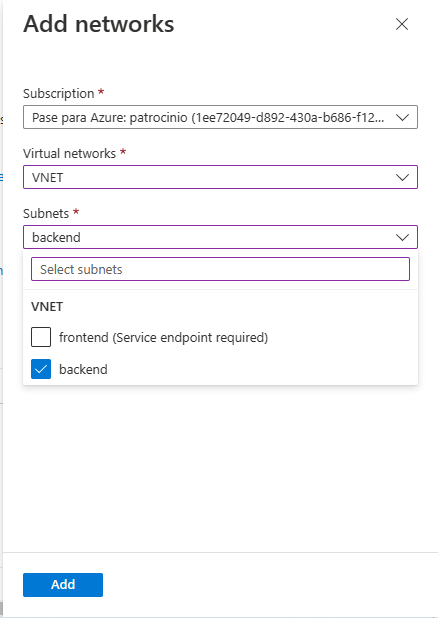 Add networks
Subscription *
Pase para Azure: patrocinio (1ee72049-d892-430a-b686-f12...
Virtual networks *
VNET
Subnets *
backend
Select subnets
VNET
frontend (Service endpoint required)
backend
Add